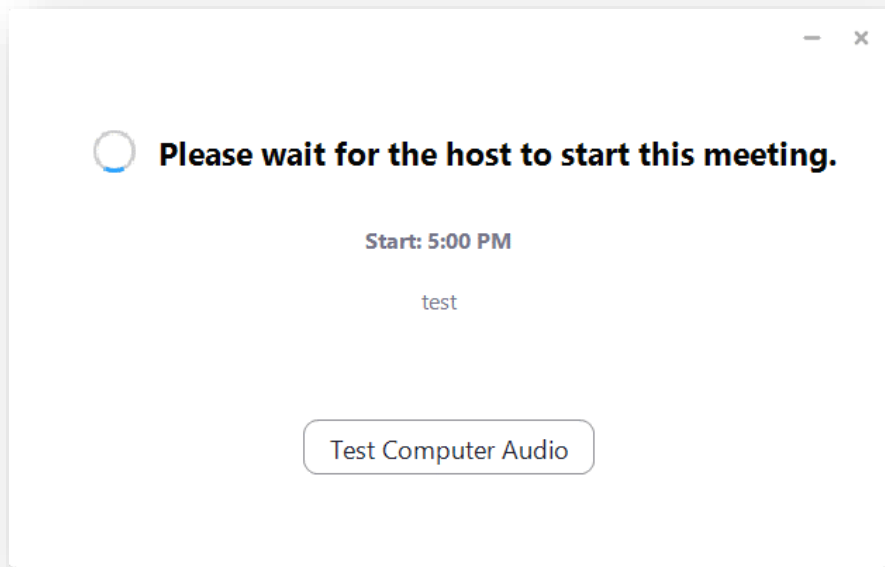 Please wait for the host to start this meeting.
Start: 5:00 PM
test
Test Computer Audio